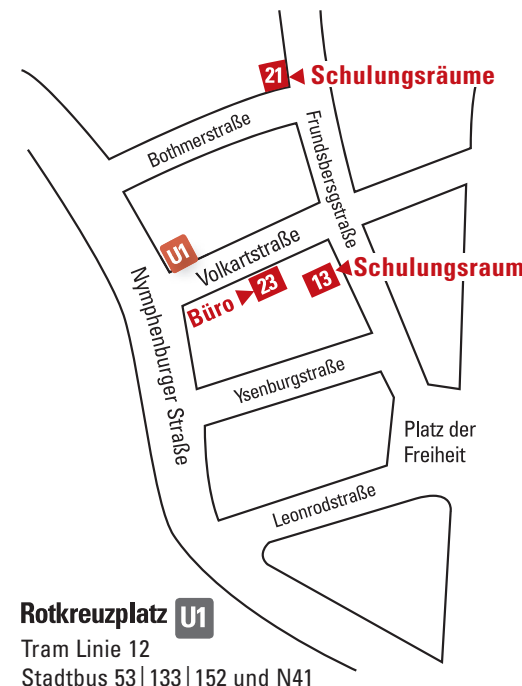 21 Schulungsräume
Bothmerstraße
Frundsbersgstraße
U1
Volkartstraße
Büro 23
13 Schulungsraum
Nymphenburger Straße
Ysenburgstraße
Platz der
Freiheit
Leonrodstraße
Rotkreuzplatz U1
Tram Linie 12
Stadtbus 53|133|152 und N41